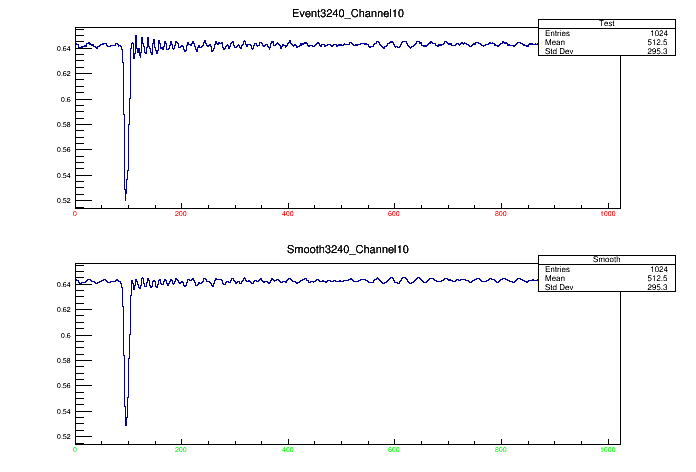 Event3240_Channel10
Test
Entries 1024
Mean 512.5
Std Dev 295.3
0.64
0.62
0.6
0.58
0.56
0.54
0.52
0 200 400 600 800 1000
Smooth3240_Channel10
Smooth
Entries 1024
Mean 512.5
Std Dev 295.3
0.64
0.62
0.6
0.58
0.56
0.54
0.52
0 200 400 600 800 1000